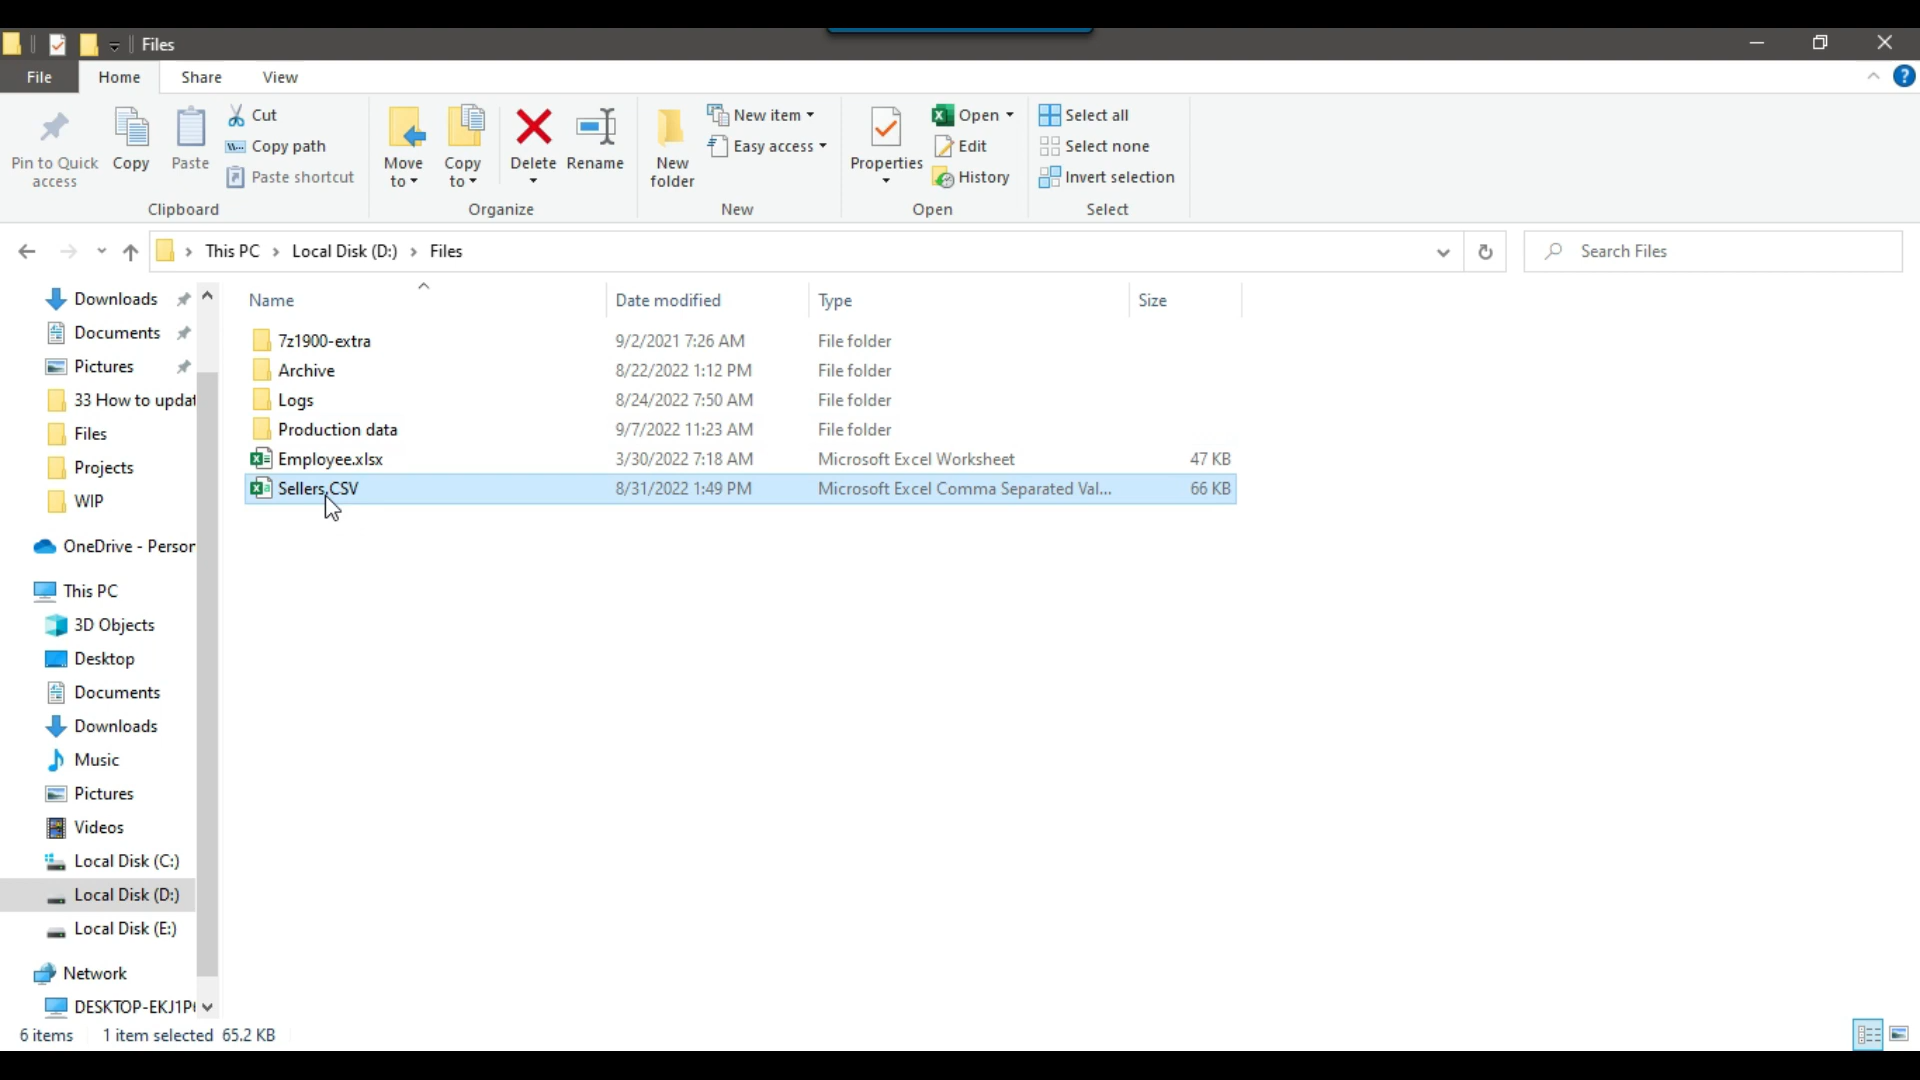 Files
File Home Share View
Pin to Quick access
Copy
Paste
Cut
Copy path
Paste shortcut
Clipboard
Move to
Copy to
Delete
Rename
Organize
New folder
New item
Easy access
New
Properties
Open
Edit
History
Open
Select all
Select none
Invert selection
Select
This PC › Local Disk (D:) › Files
Search Files
Downloads
Documents
Pictures
33 How to updat
Files
Projects
WIP
OneDrive - Person
This PC
3D Objects
Desktop
Documents
Downloads
Music
Pictures
Videos
Local Disk (C:)
Local Disk (D:)
Local Disk (E:)
Network
DESKTOP-EKJ1P
Name Date modified Type Size
7z1900-extra 9/2/2021 7:26 AM File folder
Archive 8/22/2022 1:12 PM File folder
Logs 8/24/2022 7:50 AM File folder
Production data 9/7/2022 11:23 AM File folder
Employee.xlsx 3/30/2022 7:18 AM Microsoft Excel Worksheet 47 KB
Sellers.CSV 8/31/2022 1:49 PM Microsoft Excel Comma Separated Val... 66 KB
6 items 1 item selected 65.2 KB